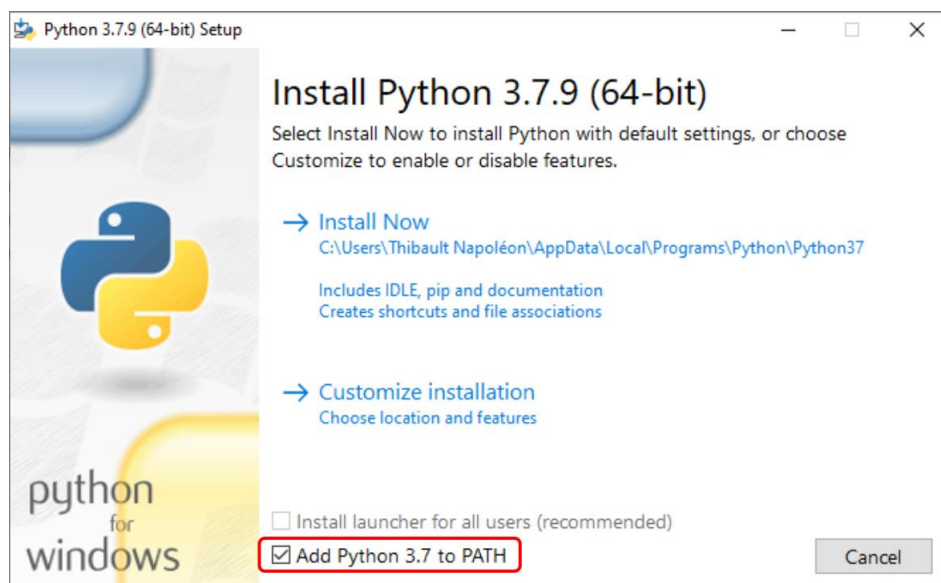 Python 3.7.9 (64-bit) Setup
Install Python 3.7.9 (64-bit)
Select Install Now to install Python with default settings, or choose
Customize to enable or disable features.
Install Now
C:\Users\Thibault Napoléon\AppData\Local\Programs\Python\Python37
Includes IDLE, pip and documentation
Creates shortcuts and file associations
Customize installation
Choose location and features
python
for
windows
Install launcher for all users (recommended)
Add Python 3.7 to PATH
Cancel